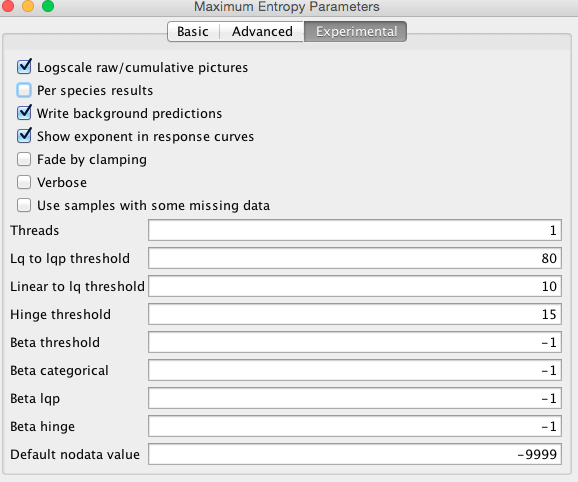 Maximum Entropy Parameters
Basic Advanced Experimental
Logscale raw/cumulative pictures
Per species results
Write background predictions
Show exponent in response curves
Fade by clamping
Verbose
Use samples with some missing data
Threads 1
Lq to lqp threshold 80
Linear to lq threshold 10
Hinge threshold 15
Beta threshold -1
Beta categorical -1
Beta lqp -1
Beta hinge -1
Default nodata value -9999